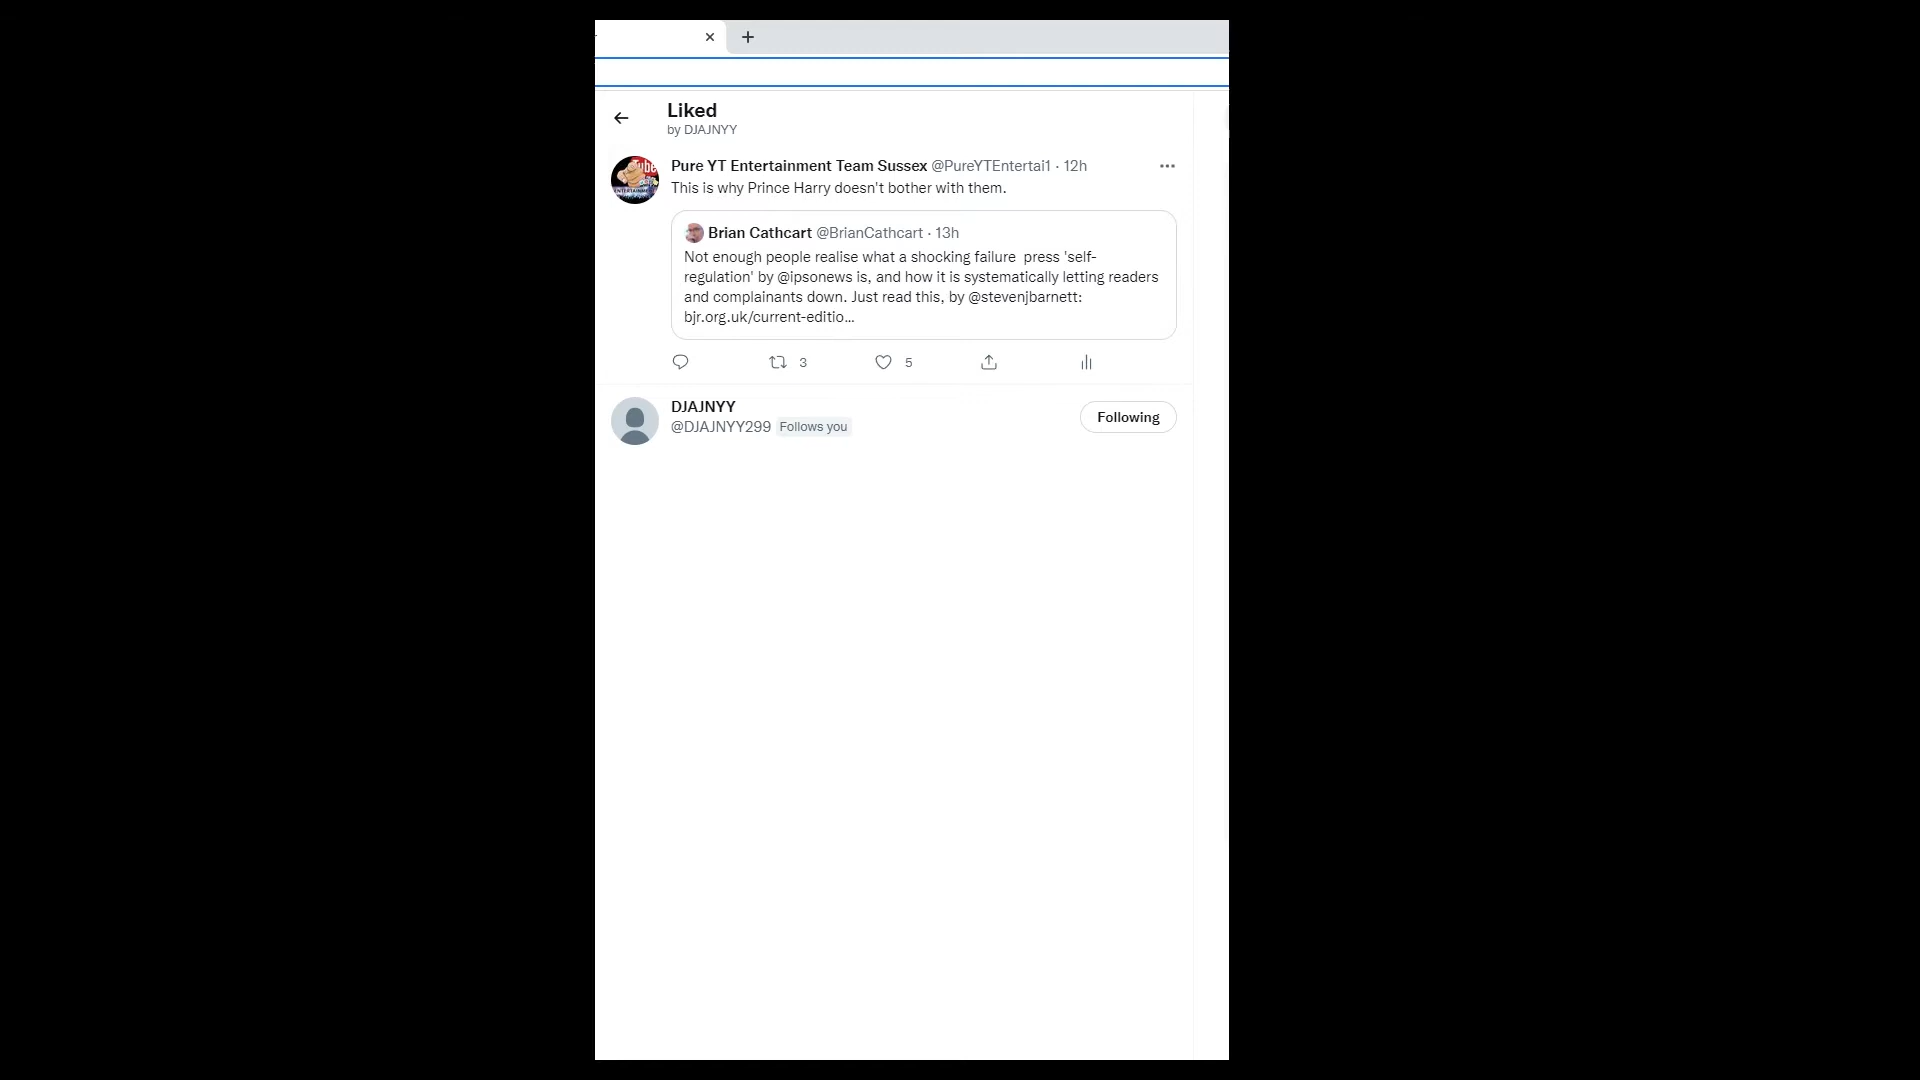 Liked
by DJAJNYY
Pure YT Entertainment Team Sussex @PureYTEntertai1 · 12h
This is why Prince Harry doesn't bother with them.
Brian Cathcart @BrianCathcart · 13h
Not enough people realise what a shocking failure press 'self-
regulation' by @ipsonews is, and how it is systematically letting readers
and complainants down. Just read this, by @stevenjbarnett:
bjr.org.uk/current-editio…
3 5
DJAJNYY
@DJAJNYY299 Follows you
Following